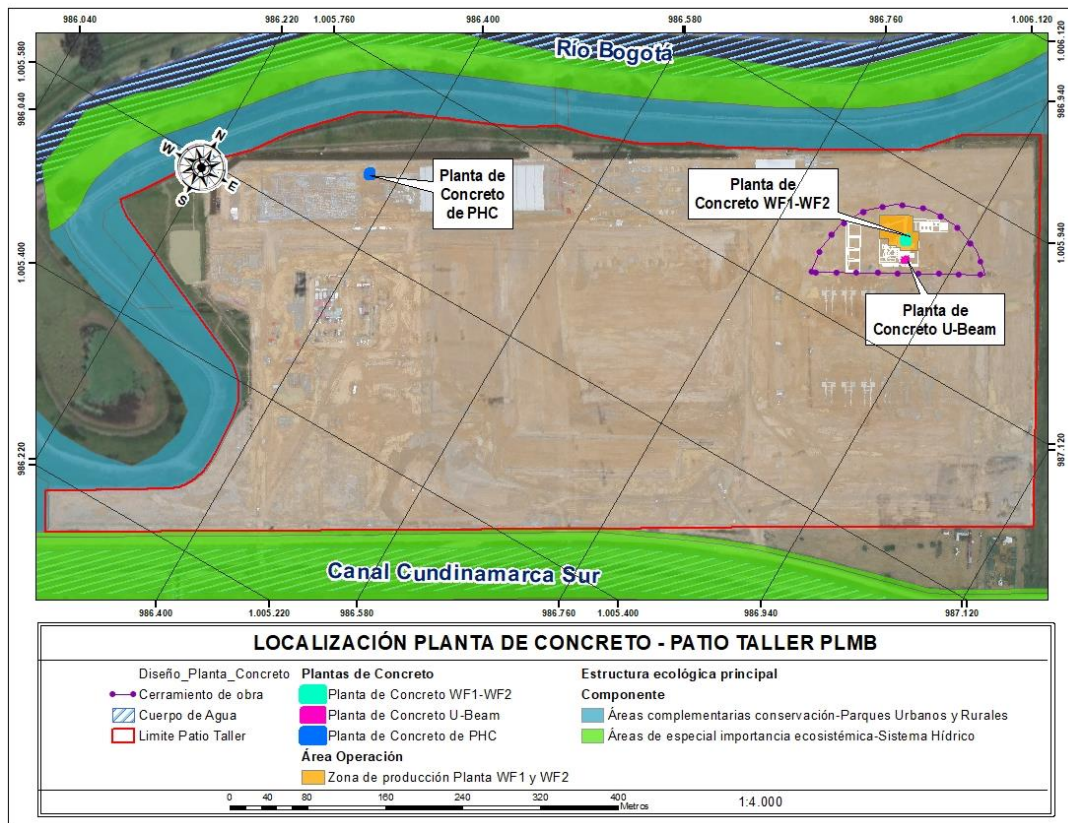 986.040
986.220
1.005.760
986.400
986.580
986.760
1.006.120
1.005.580
986.040
1.005.400
986.220
1.006.120
986.940
1.005.940
987.120
Río Bogotá
N
W
E
S
Planta de
Concreto
de PHC
Planta de
Concreto WF1-WF2
Planta de
Concreto U-Beam
Canal Cundinamarca Sur
986.400
1.005.220
986.580
986.760
1.005.400
986.940
987.120
LOCALIZACIÓN PLANTA DE CONCRETO - PATIO TALLER PLMB
Diseño_Planta_Concreto
Cerramiento de obra
Cuerpo de Agua
Limite Patio Taller
Plantas de Concreto
Planta de Concreto WF1-WF2
Planta de Concreto U-Beam
Planta de Concreto de PHC
Área Operación
Zona de producción Planta WF1 y WF2
Estructura ecológica principal
Componente
Áreas complementarias conservación-Parques Urbanos y Rurales
Áreas de especial importancia ecosistémica-Sistema Hídrico
0 40 80 160 240 320 400
Metros
1:4.000